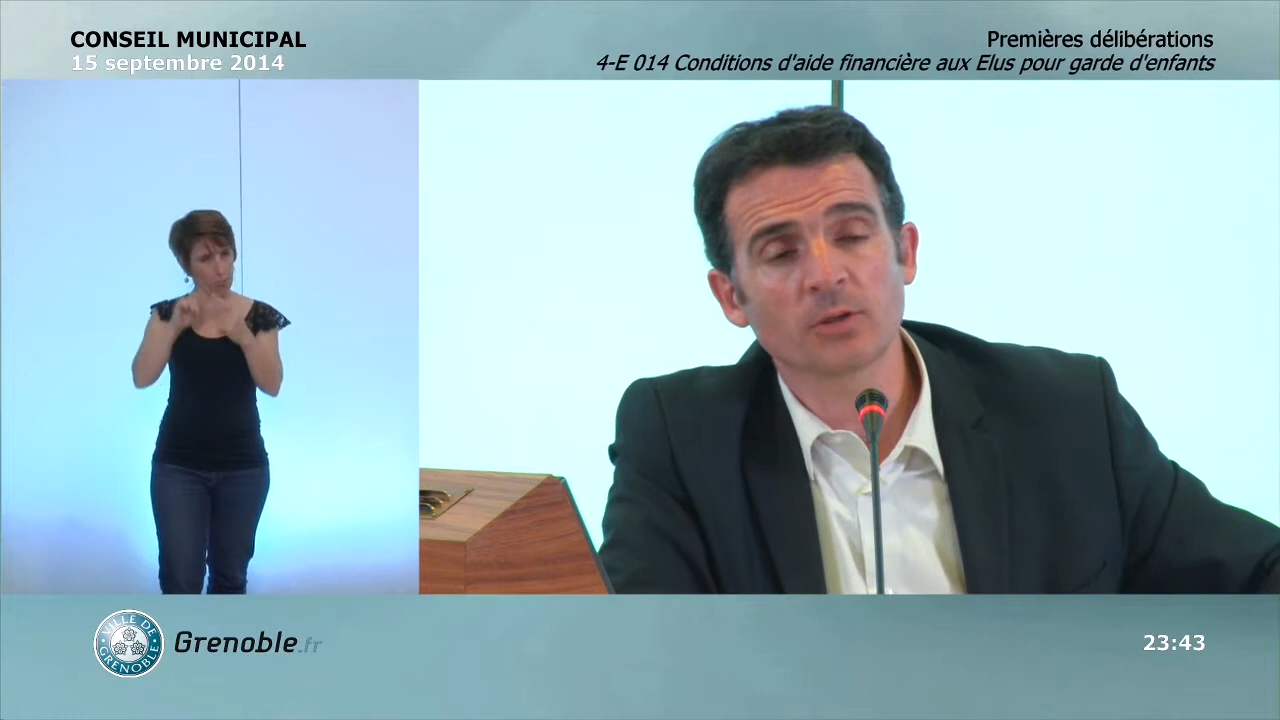 CONSEIL MUNICIPAL
15 septembre 2014
Premières délibérations
4-E 014 Conditions d'aide financière aux Elus pour garde d'enfants
VILLE DE GRENOBLE
Grenoble.fr
23:43